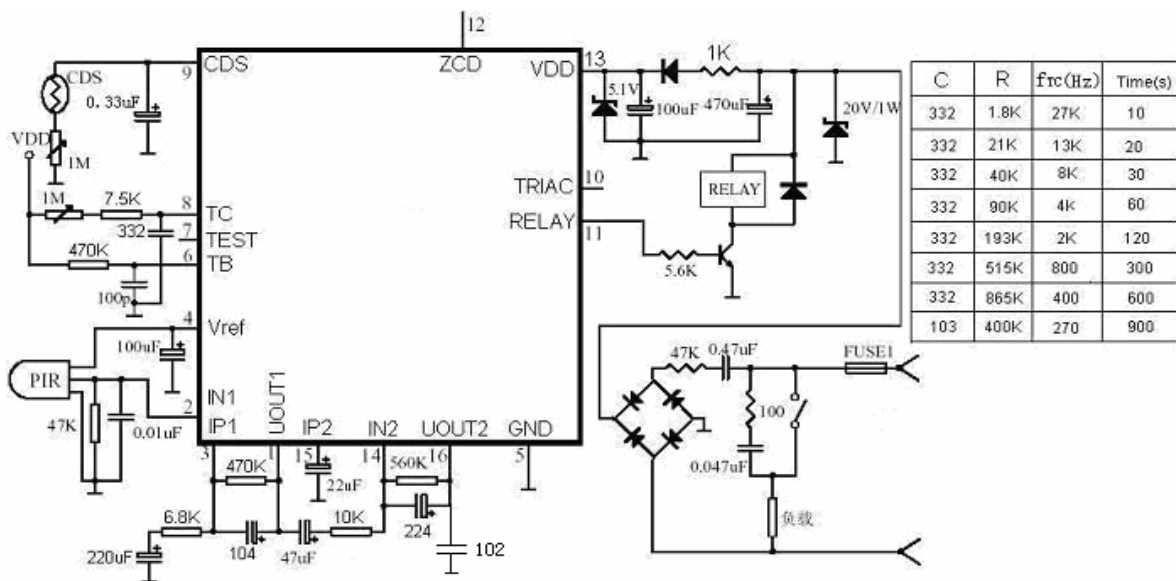 12
9
CDS
ZCD
VDD
13
1K
CDS
0.33uF
5.1V
100uF
470uF
20V/1W
VDD
1M
1M
7.5K
8
TC
332
7
TEST
470K
6
TB
100p
TRIAC
10
RELAY
RELAY
11
5.6K
4
Vref
100uF
PIR
47K
0.01uF
2
IN1
IP1
UOUT1
IP2
IN2
UOUT2
GND
3
1
15
14
16
5
470K
22uF
560K
6.8K
10K
224
220uF
104
47uF
102
47K
0.47uF
FUSE1
100
0.047uF
负载
C R frc(Hz) Time(s)
332 1.8K 27K 10
332 21K 13K 20
332 40K 8K 30
332 90K 4K 60
332 193K 2K 120
332 515K 800 300
332 865K 400 600
103 400K 270 900